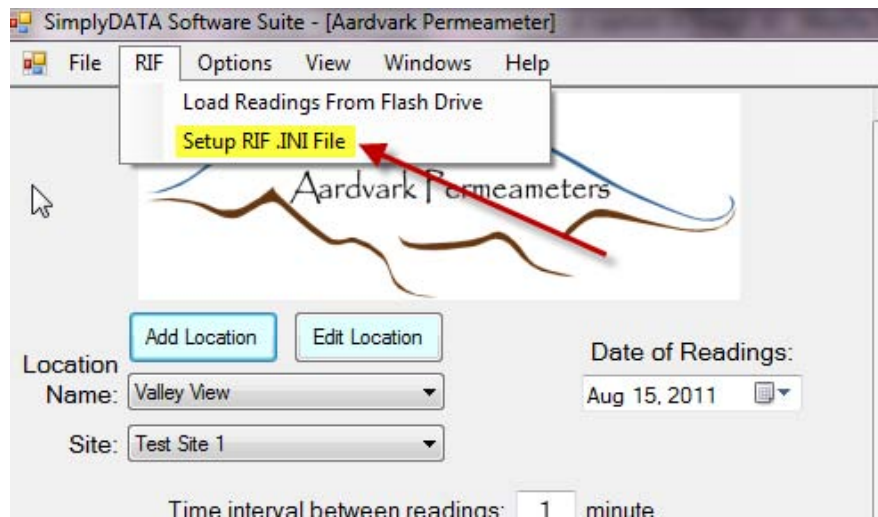 SimplyDATA Software Suite - [Aardvark Permeameter]
File RIF Options View Windows Help
Load Readings From Flash Drive
Setup RIF .INI File
Aardvark Permeameters
Add Location Edit Location
Location Name: Valley View
Date of Readings:
Aug 15, 2011
Site: Test Site 1
Time interval between readings: 1 minute